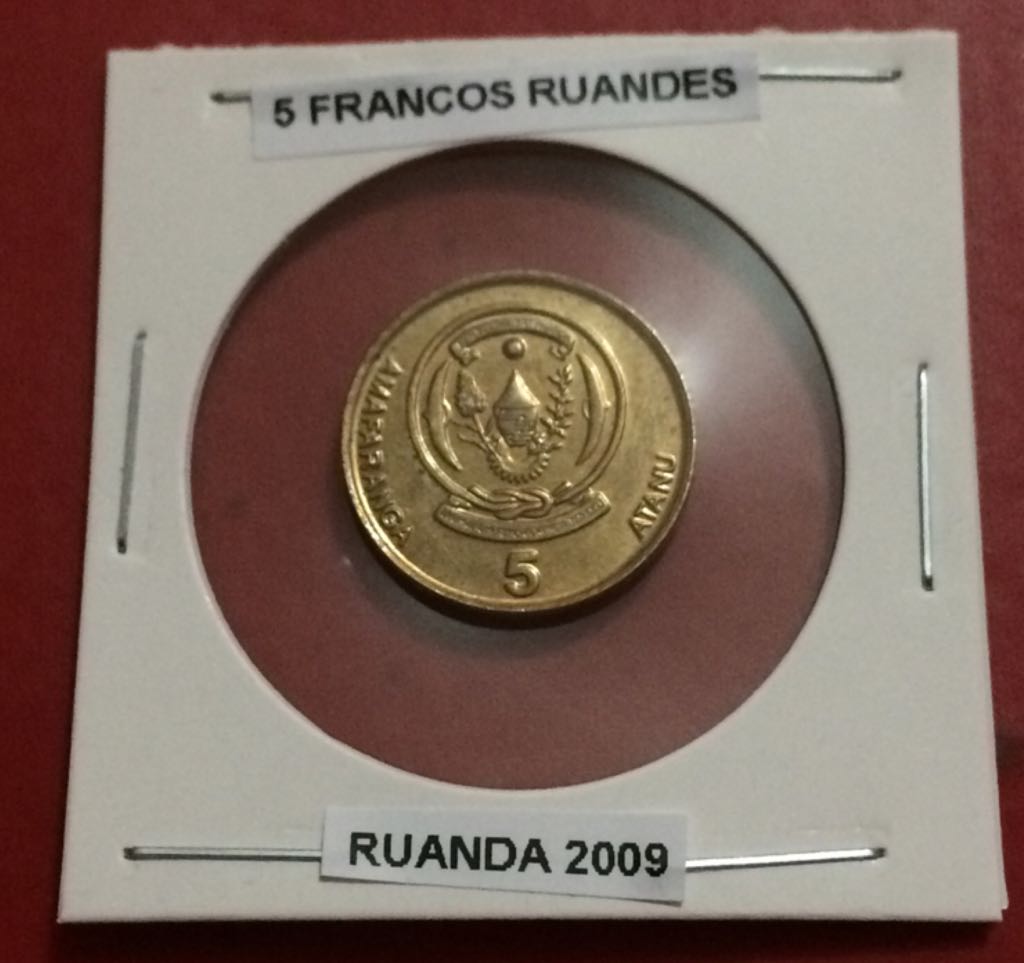 5 FRANCOS RUANDES
AMAFARANGA
ATANU
5
RUANDA 2009